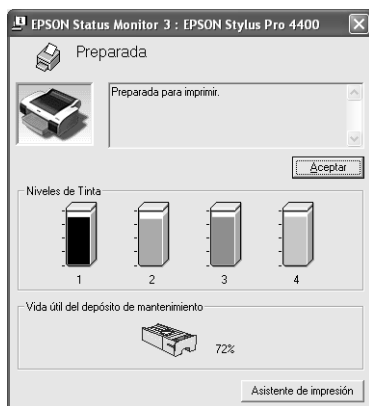 EPSON Status Monitor 3 : EPSON Stylus Pro 4400
Preparada
Preparada para imprimir.
Aceptar
Niveles de Tinta
1 2 3 4
Vida útil del depósito de mantenimiento
72%
Asistente de impresión